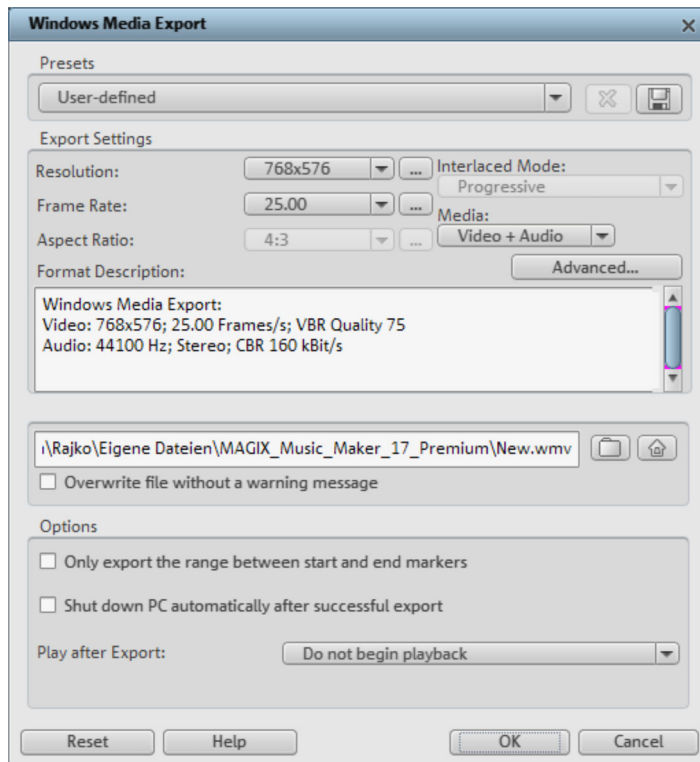 Windows Media Export
Presets
User-defined
Export Settings
Resolution: 768x576 ... Interlaced Mode:
Progressive
Frame Rate: 25.00 ... Media:
Aspect Ratio: 4:3 ... Video + Audio
Format Description: Advanced...
Windows Media Export:
Video: 768x576; 25.00 Frames/s; VBR Quality 75
Audio: 44100 Hz; Stereo; CBR 160 kBit/s
\Rajko\Eigene Dateien\MAGIX_Music_Maker_17_Premium\New.wmv
Overwrite file without a warning message
Options
Only export the range between start and end markers
Shut down PC automatically after successful export
Play after Export: Do not begin playback
Reset Help OK Cancel